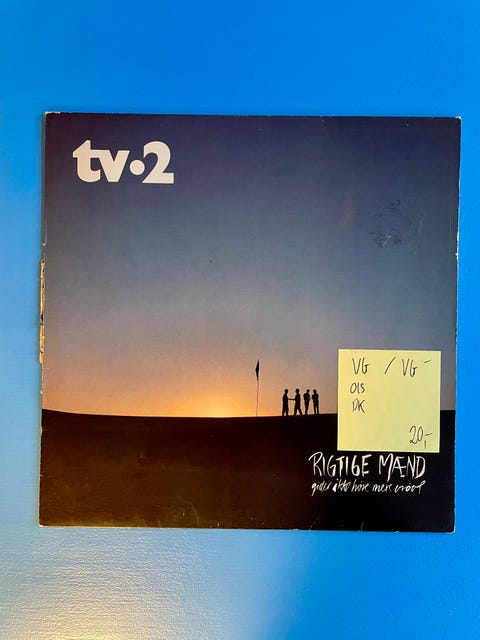 tv·2
VG / VG-
OIS
DK
20,-
RIGTIGE MÆND
gider ikke høre mere vrøvl